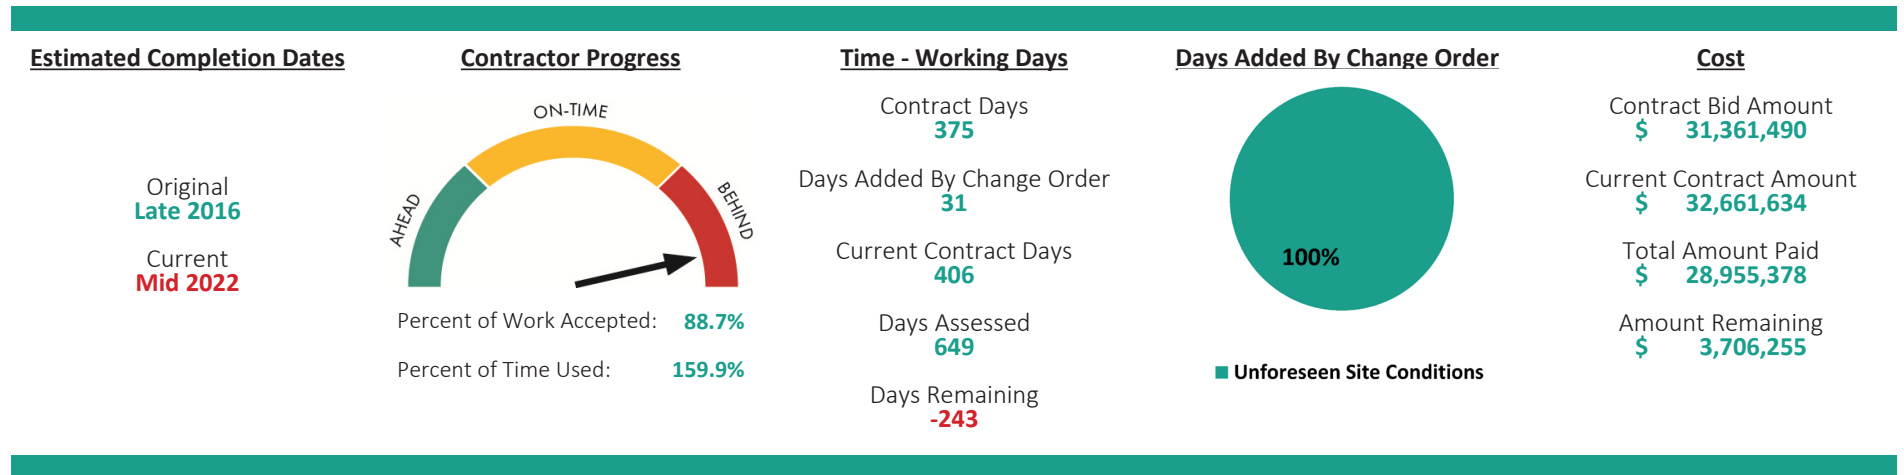 Estimated Completion Dates
Original
Late 2016
Current
Mid 2022
Contractor Progress
ON-TIME
AHEAD
BEHIND
Percent of Work Accepted: 88.7%
Percent of Time Used: 159.9%
Time - Working Days
Contract Days
375
Days Added By Change Order
31
Current Contract Days
406
Days Assessed
649
Days Remaining
-243
Days Added By Change Order
100%
Unforeseen Site Conditions
Cost
Contract Bid Amount
$ 31,361,490
Current Contract Amount
$ 32,661,634
Total Amount Paid
$ 28,955,378
Amount Remaining
$ 3,706,255